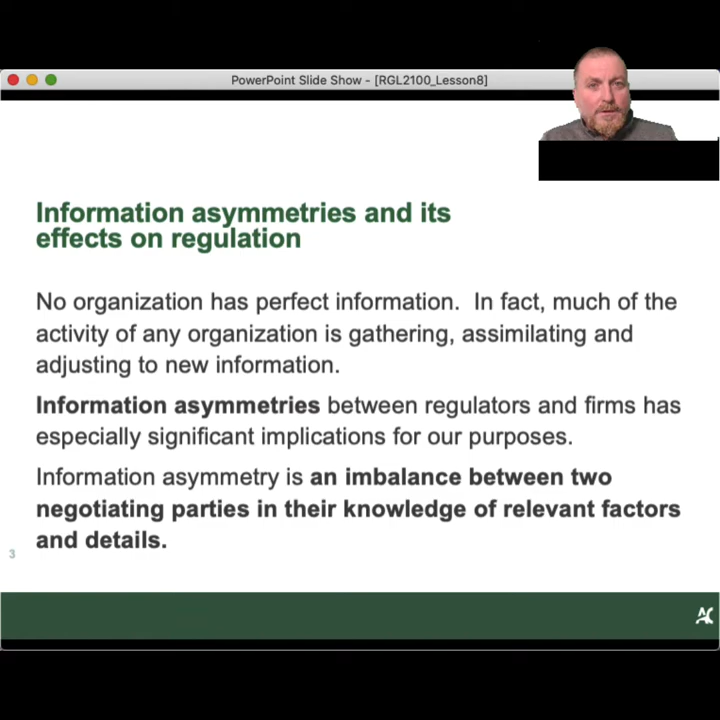 PowerPoint Slide Show - [RGL2100_Lesson8]
Information asymmetries and its
effects on regulation
No organization has perfect information.  In fact, much of the
activity of any organization is gathering, assimilating and
adjusting to new information.
Information asymmetries between regulators and firms has
especially significant implications for our purposes.
Information asymmetry is an imbalance between two
negotiating parties in their knowledge of relevant factors
and details.
3